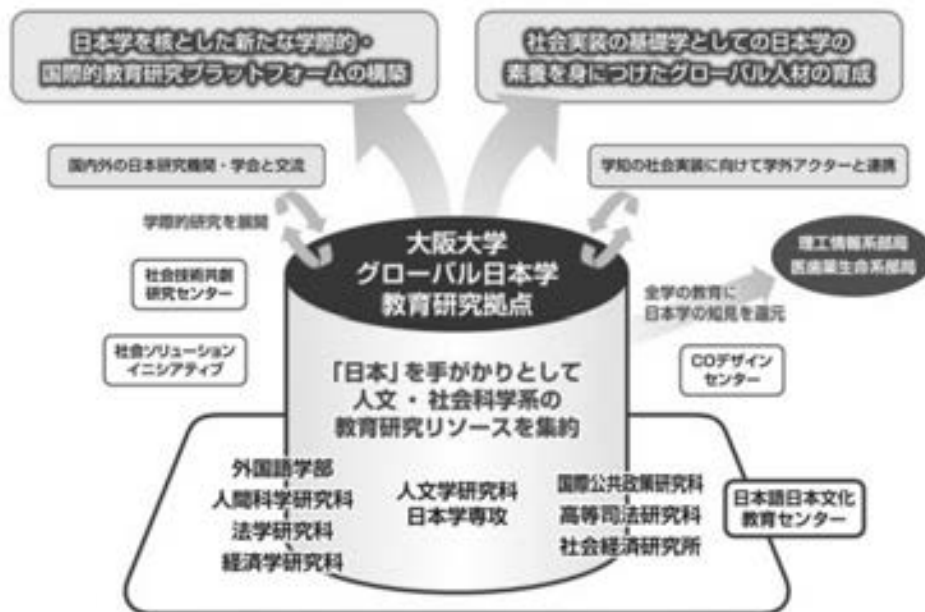 日本学を核とした新たな学際的・
国際的教育研究プラットフォームの構築
社会実装の基礎学としての日本学の
素養を身につけたグローバル人材の育成
国内外の日本研究機関・学会と交流
学知の社会実装に向けて学外アクターと連携
学際的研究を展開
大阪大学
グローバル日本学
教育研究拠点
理工情報系部局
医歯薬生命系部局
社会技術共創
研究センター
全学の教育に
日本学の知見を還元
社会ソリューション
イニシアティブ
COデザイン
センター
「日本」を手がかりとして
人文・社会科学系の
教育研究リソースを集約
外国語学部
人間科学研究科
法学研究科
経済学研究科
人文学研究科
日本学専攻
国際公共政策研究科
高等司法研究科
社会経済研究所
日本語日本文化
教育センター